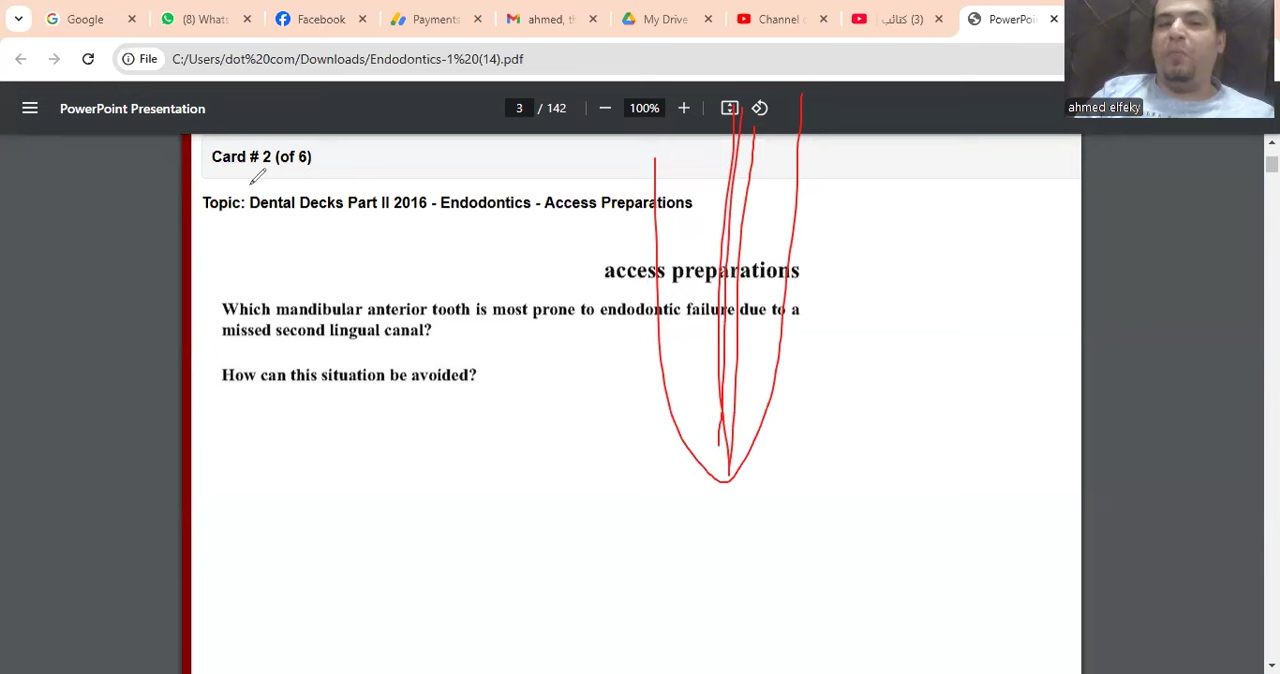 Google
(8) Whats
Facebook
Payments
ahmed, t
My Drive
Channel
(3) كتائب
PowerPoi
File
C:/Users/dot%20com/Downloads/Endodontics-1%20(14).pdf
PowerPoint Presentation
3 / 142
100%
ahmed elfeky
Card # 2 (of 6)
Topic: Dental Decks Part II 2016 - Endodontics - Access Preparations
access preparations
Which mandibular anterior tooth is most prone to endodontic failure due to a
missed second lingual canal?
How can this situation be avoided?